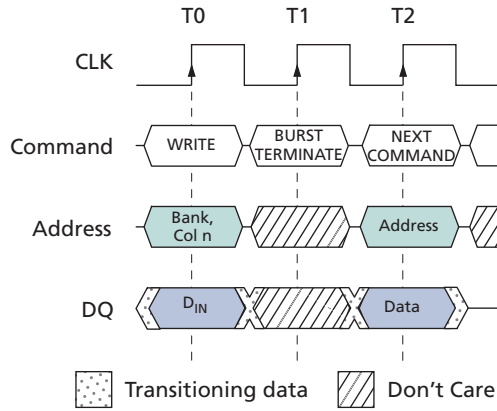 T0 T1 T2
CLK
Command WRITE BURST TERMINATE NEXT COMMAND
Address Bank, Col n Address
DQ DIN Data
Transitioning data Don't Care